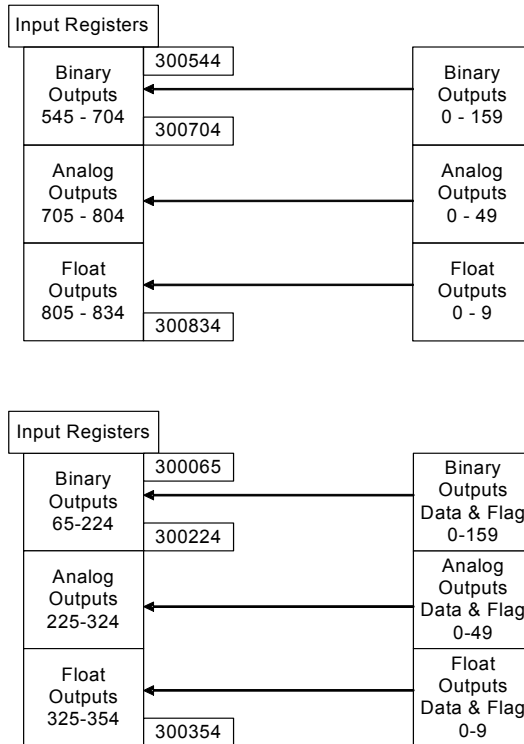 Input Registers
Binary
Outputs
545 - 704
300544
300704
Binary
Outputs
0 - 159
Analog
Outputs
705 - 804
Analog
Outputs
0 - 49
Float
Outputs
805 - 834
300834
Float
Outputs
0 - 9
Input Registers
Binary
Outputs
65-224
300065
300224
Binary
Outputs
Data & Flag
0-159
Analog
Outputs
225-324
Analog
Outputs
Data & Flag
0-49
Float
Outputs
325-354
300354
Float
Outputs
Data & Flag
0-9